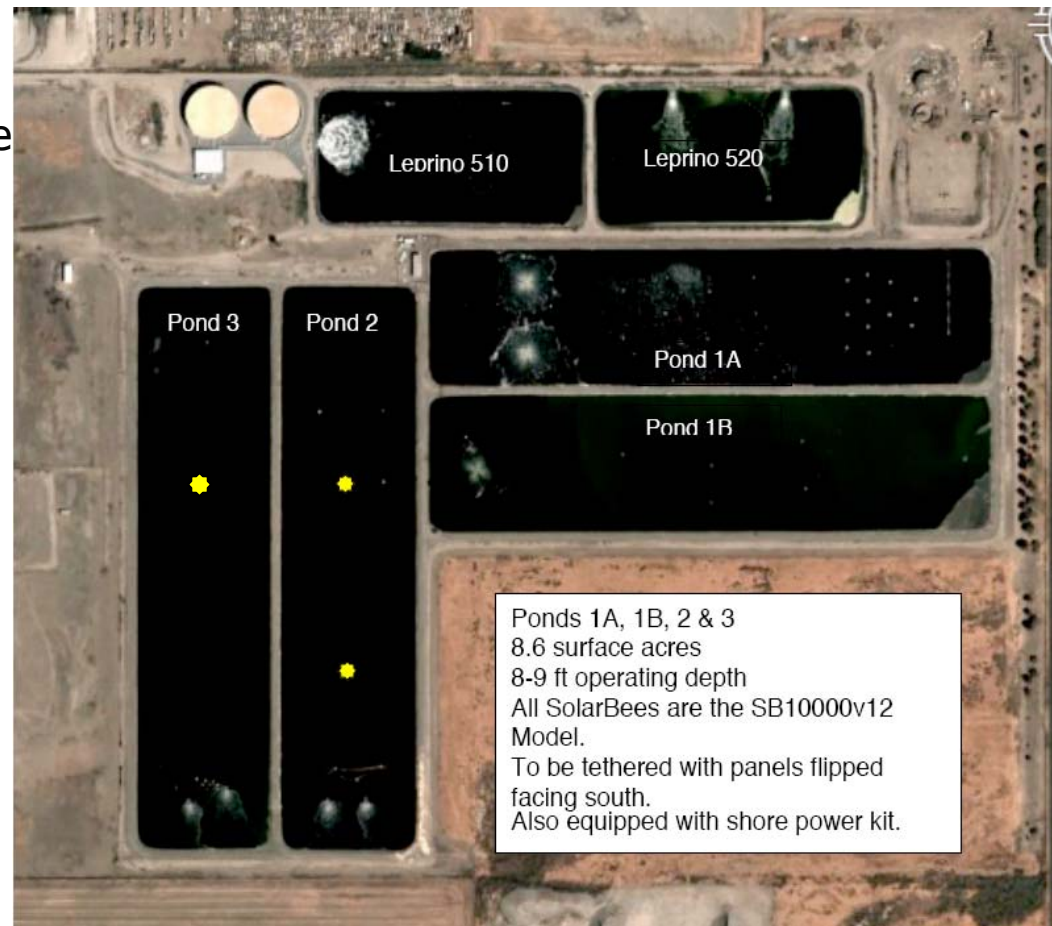 e
Leprino 510
Leprino 520
Pond 3
Pond 2
Pond 1A
Pond 1B
Ponds 1A, 1B, 2 & 3
8.6 surface acres
8-9 ft operating depth
All SolarBees are the SB10000v12
Model.
To be tethered with panels flipped
facing south.
Also equipped with shore power kit.